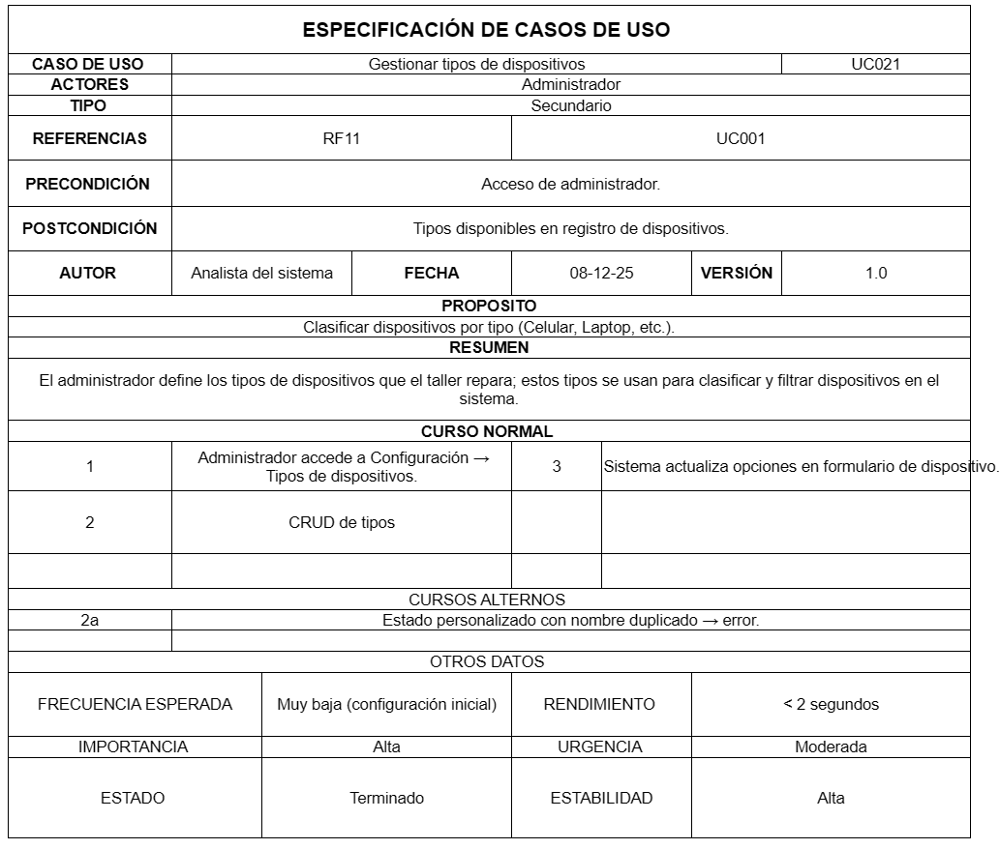 ESPECIFICACIÓN DE CASOS DE USO
CASO DE USO Gestionar tipos de dispositivos UC021
ACTORES Administrador
TIPO Secundario
REFERENCIAS RF11 UC001
PRECONDICIÓN Acceso de administrador.
POSTCONDICIÓN Tipos disponibles en registro de dispositivos.
AUTOR Analista del sistema FECHA 08-12-25 VERSIÓN 1.0
PROPOSITO
Clasificar dispositivos por tipo (Celular, Laptop, etc.).
RESUMEN
El administrador define los tipos de dispositivos que el taller repara; estos tipos se usan para clasificar y filtrar dispositivos en el
sistema.
CURSO NORMAL
1 Administrador accede a Configuración →
Tipos de dispositivos.
3 Sistema actualiza opciones en formulario de dispositivo.
2 CRUD de tipos
CURSOS ALTERNOS
2a Estado personalizado con nombre duplicado → error.
OTROS DATOS
FRECUENCIA ESPERADA Muy baja (configuración inicial) RENDIMIENTO < 2 segundos
IMPORTANCIA Alta URGENCIA Moderada
ESTADO Terminado ESTABILIDAD Alta